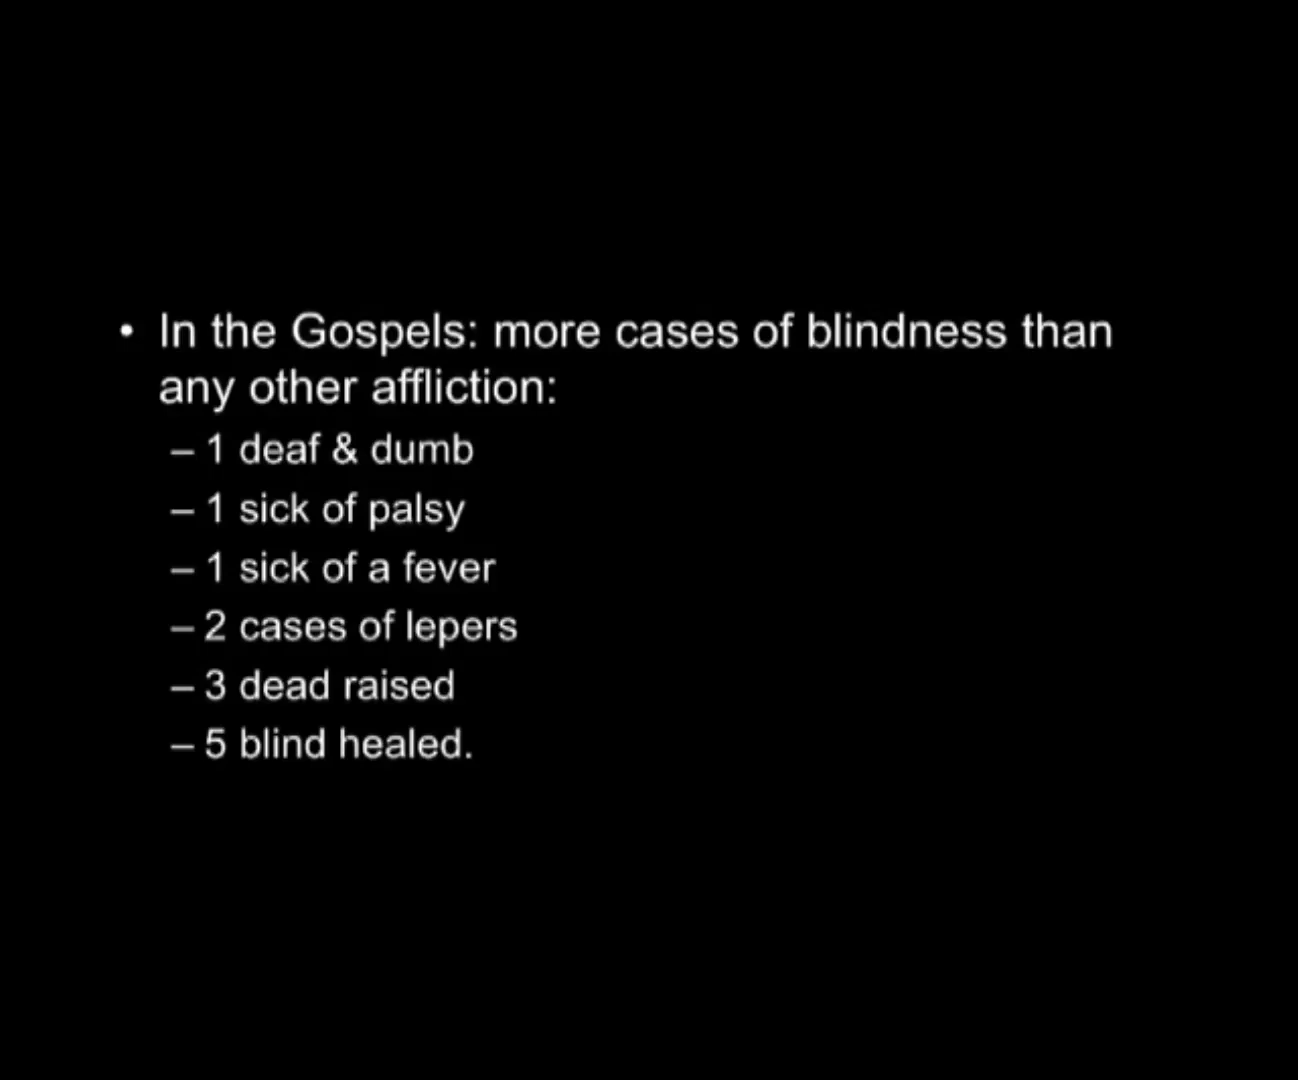 • In the Gospels: more cases of blindness than
any other affliction:
– 1 deaf & dumb
– 1 sick of palsy
– 1 sick of a fever
– 2 cases of lepers
– 3 dead raised
– 5 blind healed.